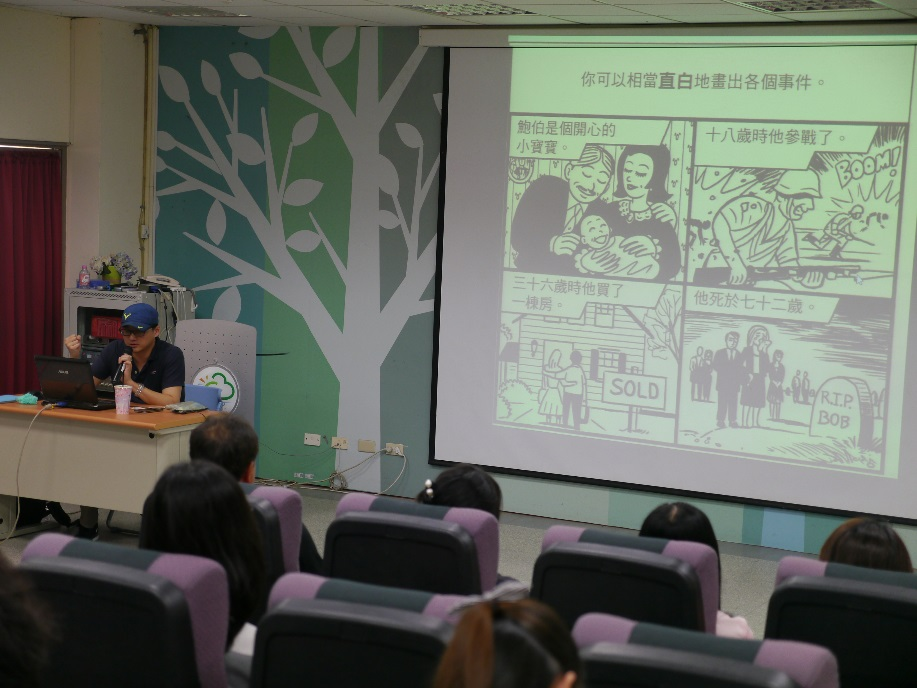 你可以相當直白地畫出各個事件。
鮑伯是個開心的
小寶寶。
十八歲時他參戰了。
BOOM!
三十六歲時他買了
一棟房。
SOLD
他死於七十二歲。
R.I.P
BOB